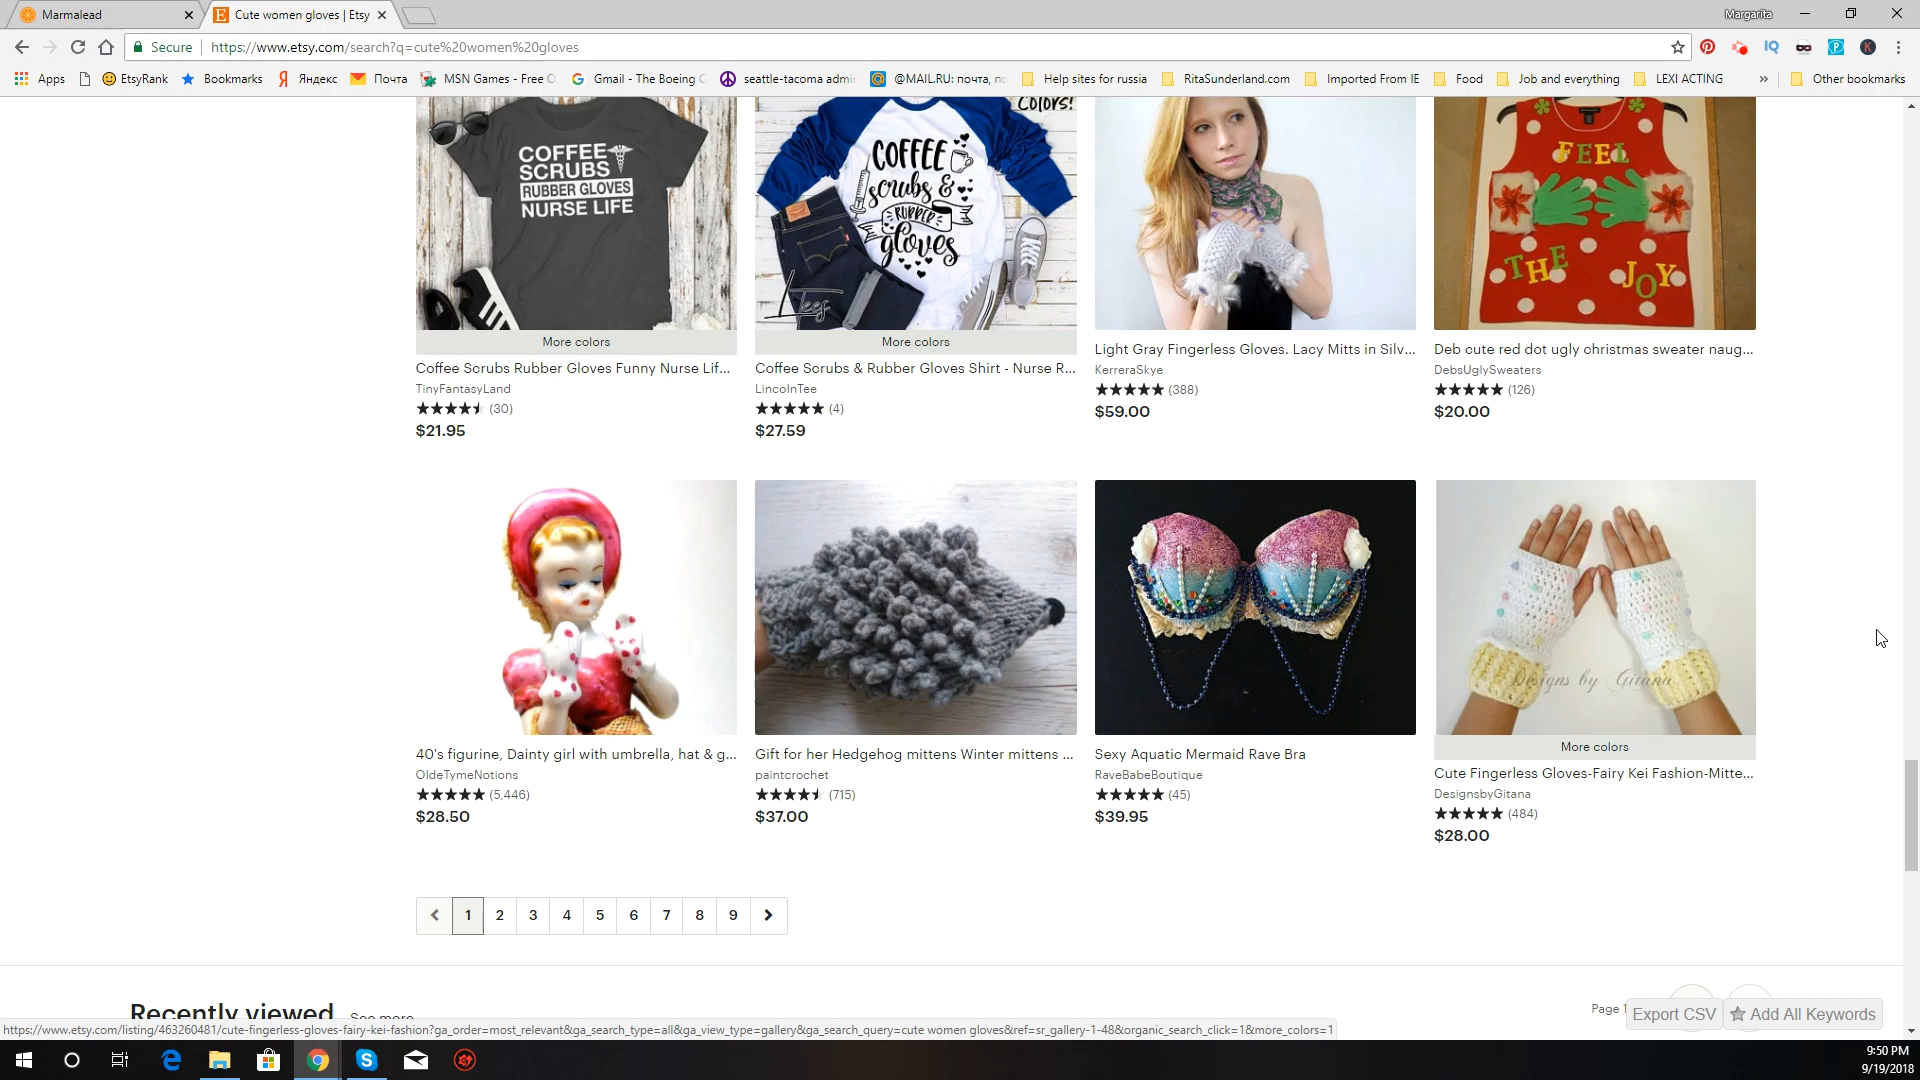 Marmalead
Cute women gloves | Etsy
Margarita
Secure
https://www.etsy.com/search?q=cute%20women%20gloves
Apps
EtsyRank
Bookmarks
Яндекс
Почта
MSN Games - Free O
Gmail - The Boeing C
seattle-tacoma admin
@MAIL.RU: почта, по
Help sites for russia
RitaSunderland.com
Imported From IE
Food
Job and everything
LEXI ACTING
Other bookmarks
COFFEE
SCRUBS
RUBBER GLOVES
NURSE LIFE
COLORS!
COFFEE
scrubs &
RUBBER
gloves
LTees
FEEL
THE JOY
More colors
More colors
Coffee Scrubs Rubber Gloves Funny Nurse Lif...
TinyFantasyLand
(30)
$21.95
Coffee Scrubs & Rubber Gloves Shirt - Nurse R...
LincolnTee
(4)
$27.59
Light Gray Fingerless Gloves. Lacy Mitts in Silv...
KerreraSkye
(388)
$59.00
Deb cute red dot ugly christmas sweater naug...
DebsUglySweaters
(126)
$20.00
Designs by Gitana
40's figurine, Dainty girl with umbrella, hat & g...
OldeTymeNotions
(5,446)
$28.50
Gift for her Hedgehog mittens Winter mittens ...
paintcrochet
(715)
$37.00
Sexy Aquatic Mermaid Rave Bra
RaveBabeBoutique
(45)
$39.95
More colors
Cute Fingerless Gloves-Fairy Kei Fashion-Mitte...
DesignsbyGitana
(484)
$28.00
1 2 3 4 5 6 7 8 9
Recently viewed
See more
Page 1
Export CSV
Add All Keywords
https://www.etsy.com/listing/463260481/cute-fingerless-gloves-fairy-kei-fashion?ga_order=most_relevant&ga_search_type=all&ga_view_type=gallery&ga_search_query=cute women gloves&ref=sr_gallery-1-48&organic_search_click=1&more_colors=1
9:50 PM
9/19/2018